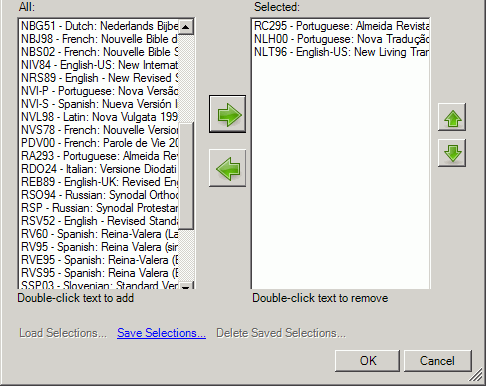 All:
NBG51 - Dutch: Nederlands Bijbe
NBJ98 - French: Nouvelle Bible d
NBS02 - French: Nouvelle Bible S
NIV84 - English-US: New Internat
NRS89 - English - New Revised S
NVI-P - Portuguese: Nova Versão
NVI-S - Spanish: Nueva Versión I
NVL98 - Latin: Nova Vulgata 199
NVS78 - French: Nouvelle Version
PDV00 - French: Parole de Vie 20
RA293 - Portuguese: Almeida Rev
RDO24 - Italian: Versione Diodati
REB89 - English-UK: Revised Eng
RSO94 - Russian: Synodal Orthoc
RSP - Russian: Synodal Protestar
RSV52 - English - Revised Standa
RV60 - Spanish: Reina-Valera (La
RV95 - Spanish: Reina Valera (sin
RVE95 - Spanish: Reina-Valera (E
RVS95 - Spanish: Reina Valera (E
SSP03 - Slovenian: Standard Ver
Double-click text to add
Selected:
RC295 - Portuguese: Almeida Revista
NLH00 - Portuguese: Nova Tradução
NLT96 - English-US: New Living Tran
Double-click text to remove
Load Selections... Save Selections... Delete Saved Selections...
OK Cancel